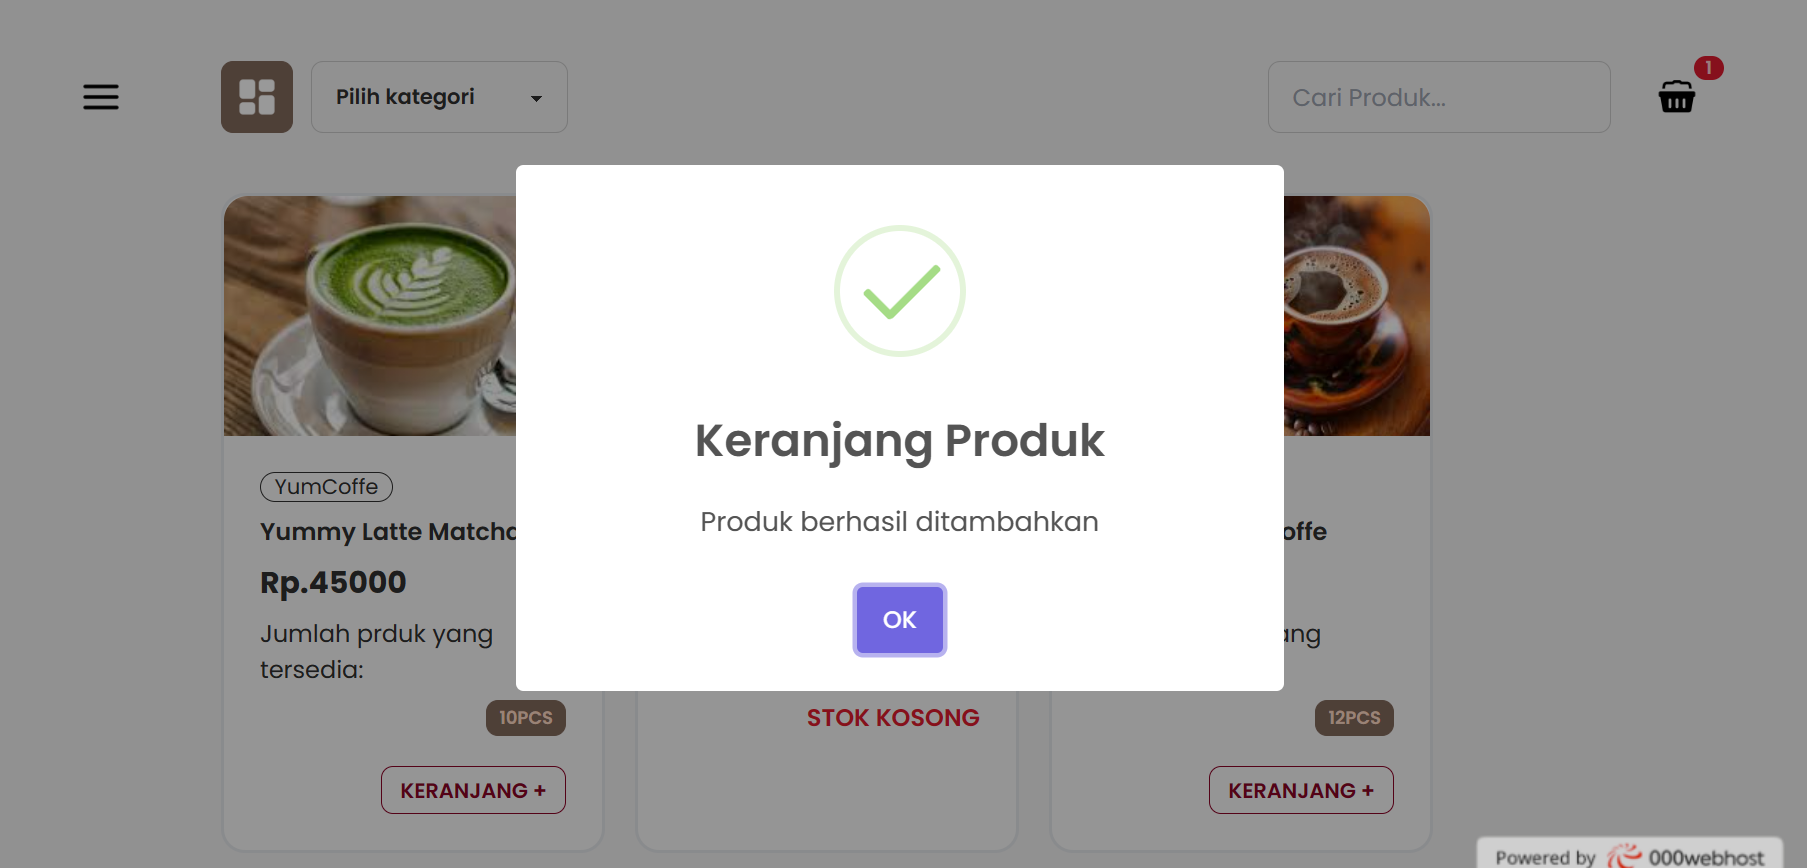 Pilih kategori
Cari Produk...
1
Keranjang Produk
Produk berhasil ditambahkan
OK
YumCoffe
Yummy Latte Matcha
Rp.45000
Jumlah prduk yang
tersedia:
10PCS
KERANJANG +
STOK KOSONG
offe
ang
12PCS
KERANJANG +
Powered by 000webhost